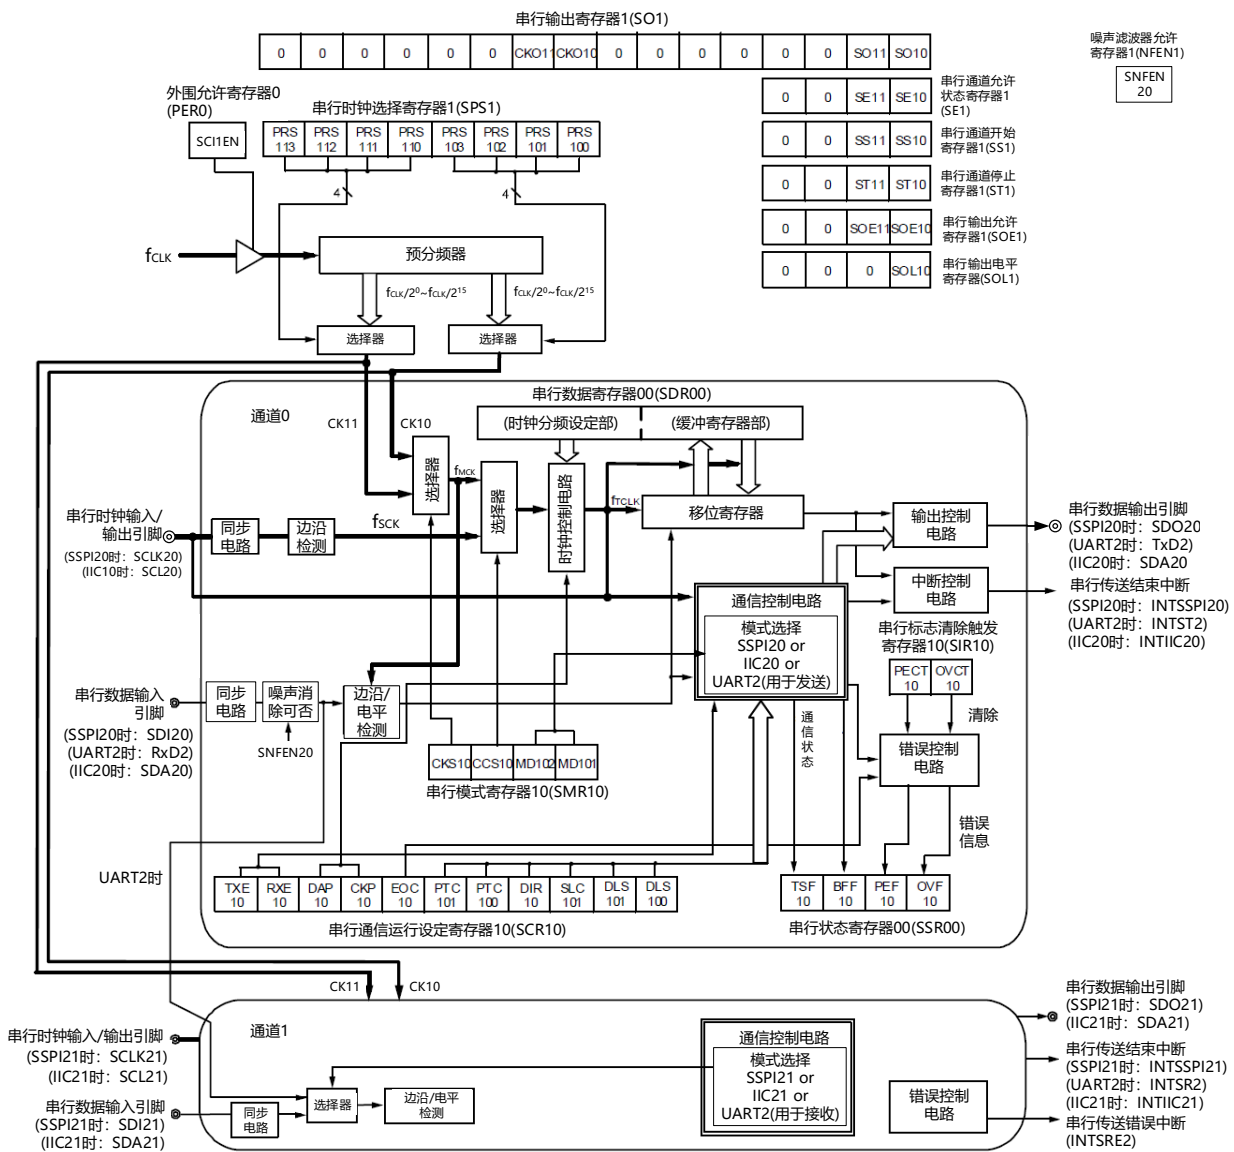 串行输出寄存器1(SO1)
0 0 0 0 0 0 CKO11 CKO10 0 0 0 0 0 0 SO11 SO10
噪声滤波器允许
寄存器1(NFEN1)
SNFEN
20
0 0 SE11 SE10
串行通道允许
状态寄存器1
(SE1)
0 0 SS11 SS10
串行通道开始
寄存器1(SS1)
0 0 ST11 ST10
串行通道停止
寄存器1(ST1)
0 0 SOE11 SOE10
串行输出允许
寄存器1(SOE1)
0 0 0 SOL10
串行输出电平
寄存器(SOL1)
外围允许寄存器0
(PER0)
SCI1EN
串行时钟选择寄存器1(SPS1)
PRS PRS PRS PRS PRS PRS PRS PRS
113 112 111 110 103 102 101 100
4 4
fCLK
预分频器
fCLK/2⁰~fCLK/2¹⁵ fCLK/2⁰~fCLK/2¹⁵
选择器 选择器
通道0
CK11 CK10
串行数据寄存器00(SDR00)
(时钟分频设定部) (缓冲寄存器部)
选择器
fMCK
选择器
时钟控制电路
fTCLK
移位寄存器
串行时钟输入/
输出引脚
(SSPI20时：SCLK20)
(IIC10时：SCL20)
同步
电路
边沿
检测
fSCK
输出控制
电路
串行数据输出引脚
(SSPI20时：SDO20
(UART2时：TxD2)
(IIC20时：SDA20
中断控制
电路
串行传送结束中断
(SSPI20时：INTSSPI20)
(UART2时：INTST2)
(IIC20时：INTIIC20)
通信控制电路
模式选择
SSPI20 or
IIC20 or
UART2(用于发送)
串行标志清除触发
寄存器10(SIR10)
PECT OVCT
10 10
清除
串行数据输入
引脚
(SSPI20时：SDI20)
(UART2时：RxD2)
(IIC20时：SDA20)
同步
电路
噪声消
除可否
SNFEN20
边沿/
电平
检测
CKS10 CCS10 MD102 MD101
串行模式寄存器10(SMR10)
通信状态
错误控制
电路
错误
信息
UART2时
TXE RXE DAP CKP EOC PTC PTC DIR SLC DLS DLS
10 10 10 10 10 101 100 10 101 101 100
串行通信运行设定寄存器10(SCR10)
TSF BFF PEF OVF
10 10 10 10
串行状态寄存器00(SSR00)
CK11 CK10
通道1
串行时钟输入/输出引脚
(SSPI21时：SCLK21)
(IIC21时：SCL21)
串行数据输入引脚
(SSPI21时：SDI21)
(IIC21时：SDA21)
同步
电路
选择器
边沿/电平
检测
通信控制电路
模式选择
SSPI21 or
IIC21 or
UART2(用于接收)
错误控制
电路
串行数据输出引脚
(SSPI21时：SDO21)
(IIC21时：SDA21)
串行传送结束中断
(SSPI21时：INTSSPI21)
(UART2时：INTSR2)
(IIC21时：INTIIC21)
串行传送错误中断
(INTSRE2)